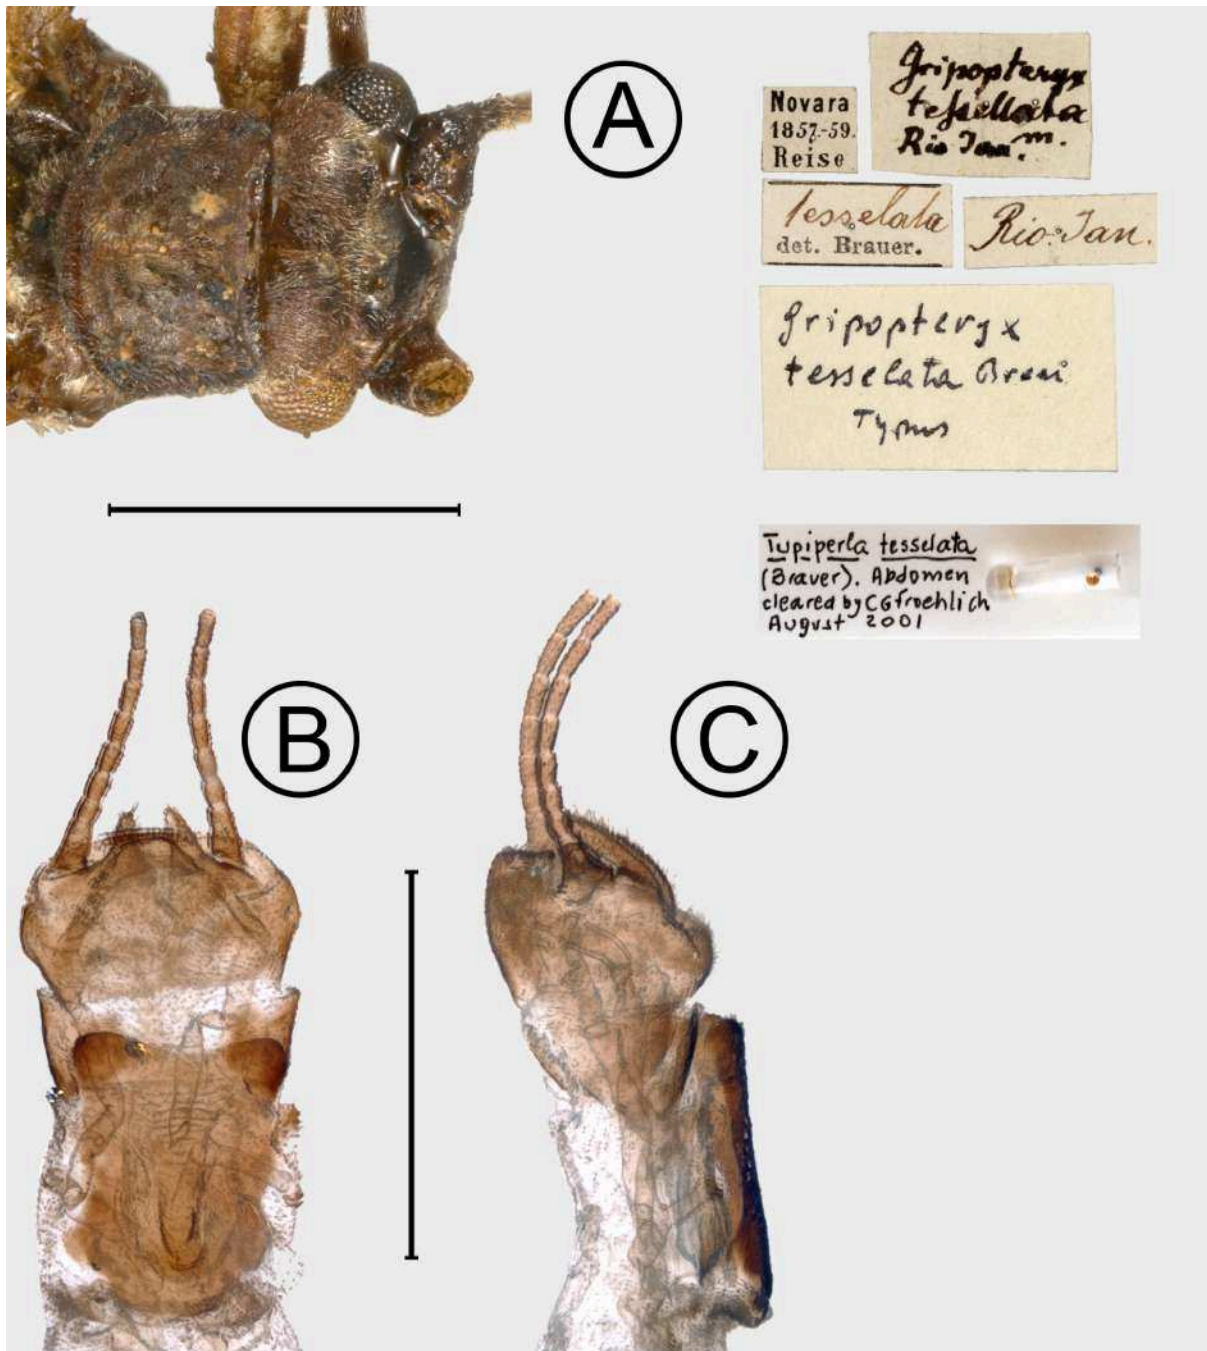 A
Novara
1857-59.
Reise
Gripopteryx
tessellata
Rio Jan. m.
tesselata
det. Brauer.
Rio Jan.
Gripopteryx
tesselata
Typus
Tupiperla tesselata
(Brauer). Abdomen
cleared by CGFroehlich
August 2001
B
C